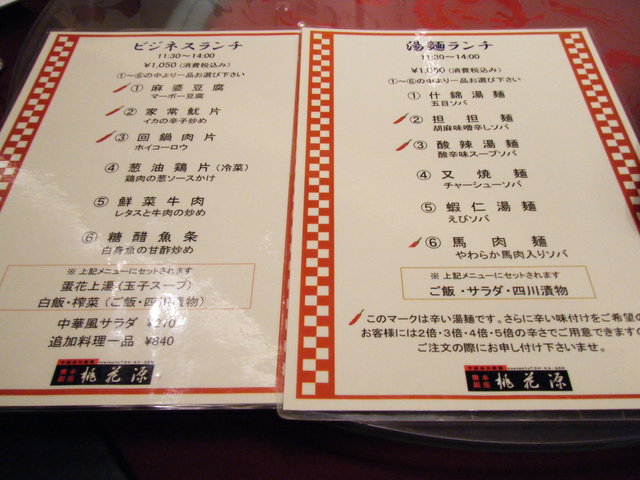 ビジネスランチ
11:30～14:00
¥1,050（消費税込み）
①～⑥の中より一品お選び下さい
① 麻婆豆腐
マーボー豆腐
② 家常魷片
イカの辛子炒め
③ 回鍋肉片
ホイコーロウ
④ 葱油鶏片（冷菜）
鶏肉の葱ソースかけ
⑤ 鮮菜牛肉
レタスと牛肉の炒め
⑥ 糖醋魚条
白身魚の甘酢炒め
※ 上記メニューにセットされます
蛋花上湯（玉子スープ）
白飯・搾菜（ご飯・四川漬物）
中華風サラダ ¥210
追加料理一品 ¥840
熊本
銀座
桃花源
湯麺ランチ
11:30～14:00
¥1,050（消費税込み）
①～⑥の中より一品お選び下さい
① 什錦湯麺
五目ソバ
② 担担麺
胡麻味噌辛しソバ
③ 酸辣湯麺
酸辛味スープソバ
④ 叉焼麺
チャーシューソバ
⑤ 蝦仁湯麺
えびソバ
⑥ 馬肉麺
やわらか馬肉入りソバ
※ 上記メニューにセットされます
ご飯・サラダ・四川漬物
このマークは辛い湯麺です。さらに辛い味付けをご希望の
お客様には2倍・3倍・4倍・5倍の辛さでご用意できます
ご注文の際にお申し付け下さいませ。
熊本
銀座
桃花源